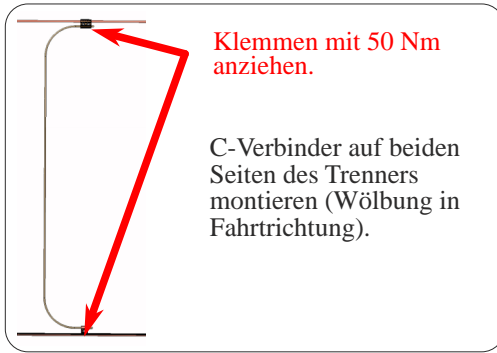 Klemmen mit 50 Nm
anziehen.
C-Verbinder auf beiden
Seiten des Trenners
montieren (Wölbung in
Fahrtrichtung).